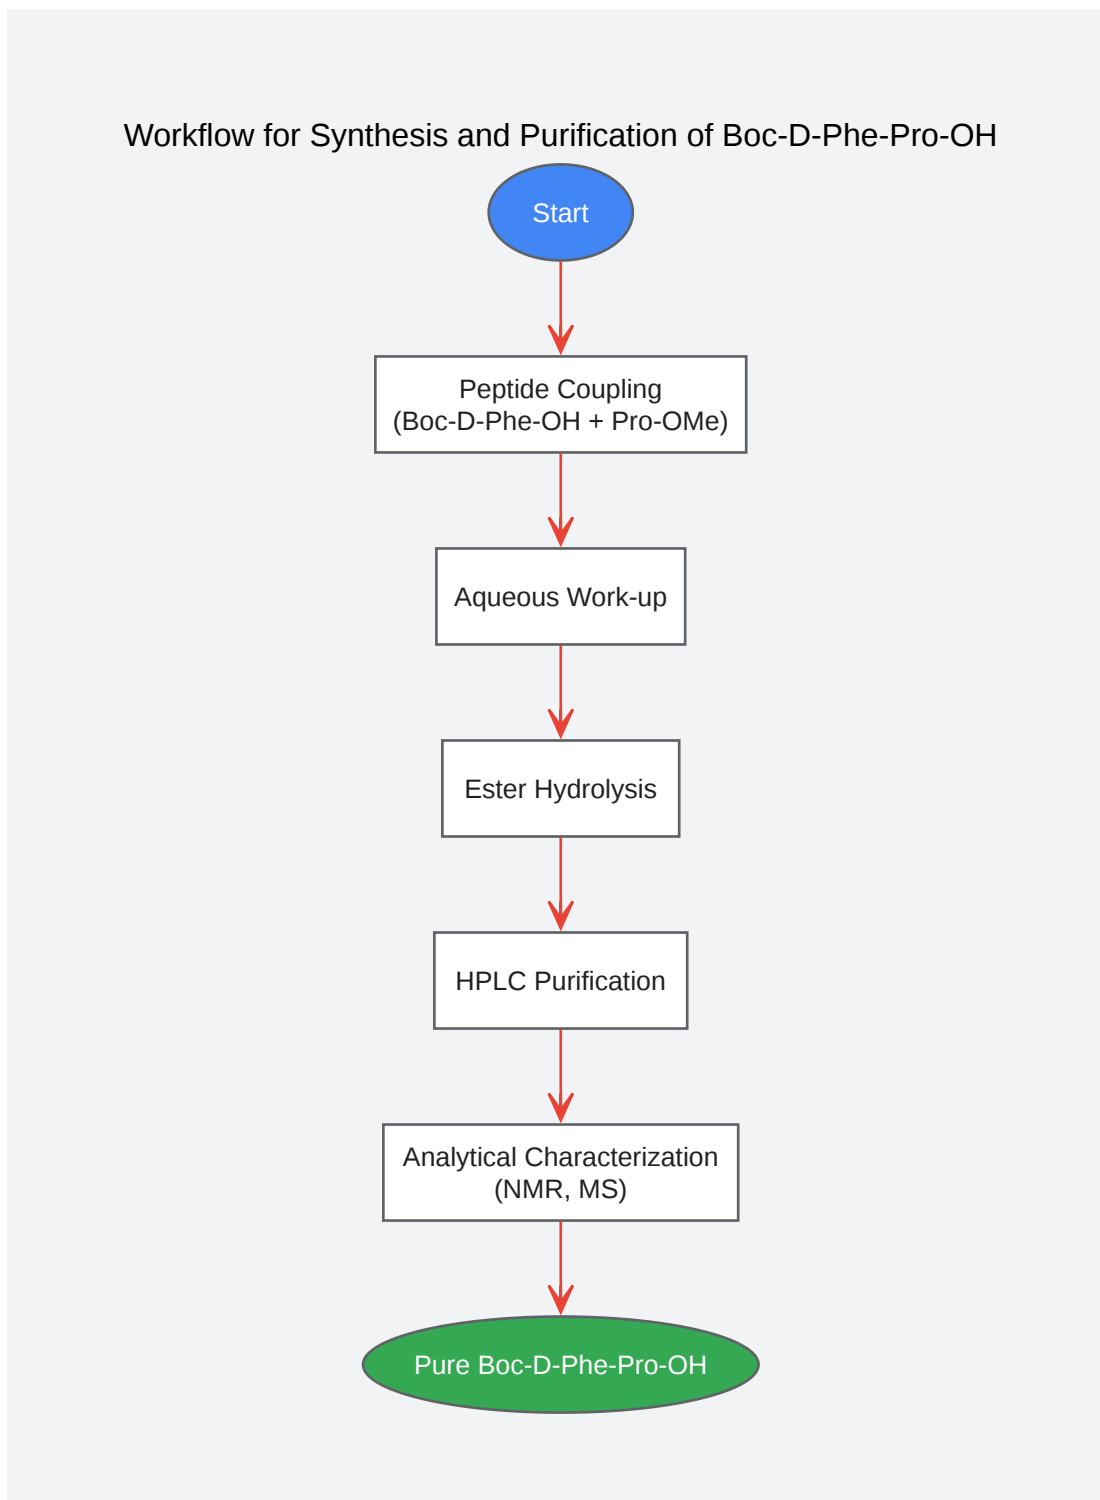 Workflow for Synthesis and Purification of Boc-D-Phe-Pro-OH
Start
Peptide Coupling
(Boc-D-Phe-OH + Pro-OMe)
Aqueous Work-up
Ester Hydrolysis
HPLC Purification
Analytical Characterization
(NMR, MS)
Pure Boc-D-Phe-Pro-OH